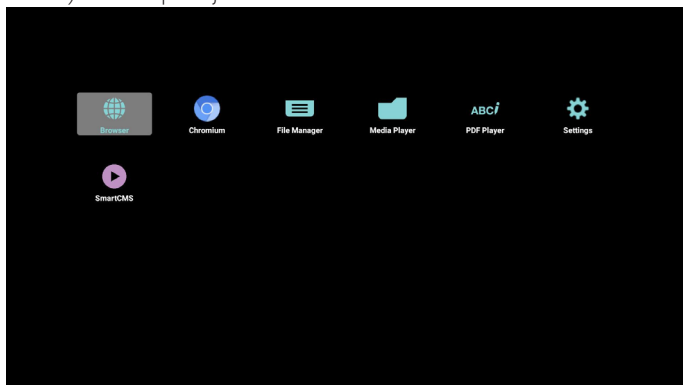 Browser
Chromium
File Manager
Media Player
ABCi
PDF Player
Settings
SmartCMS